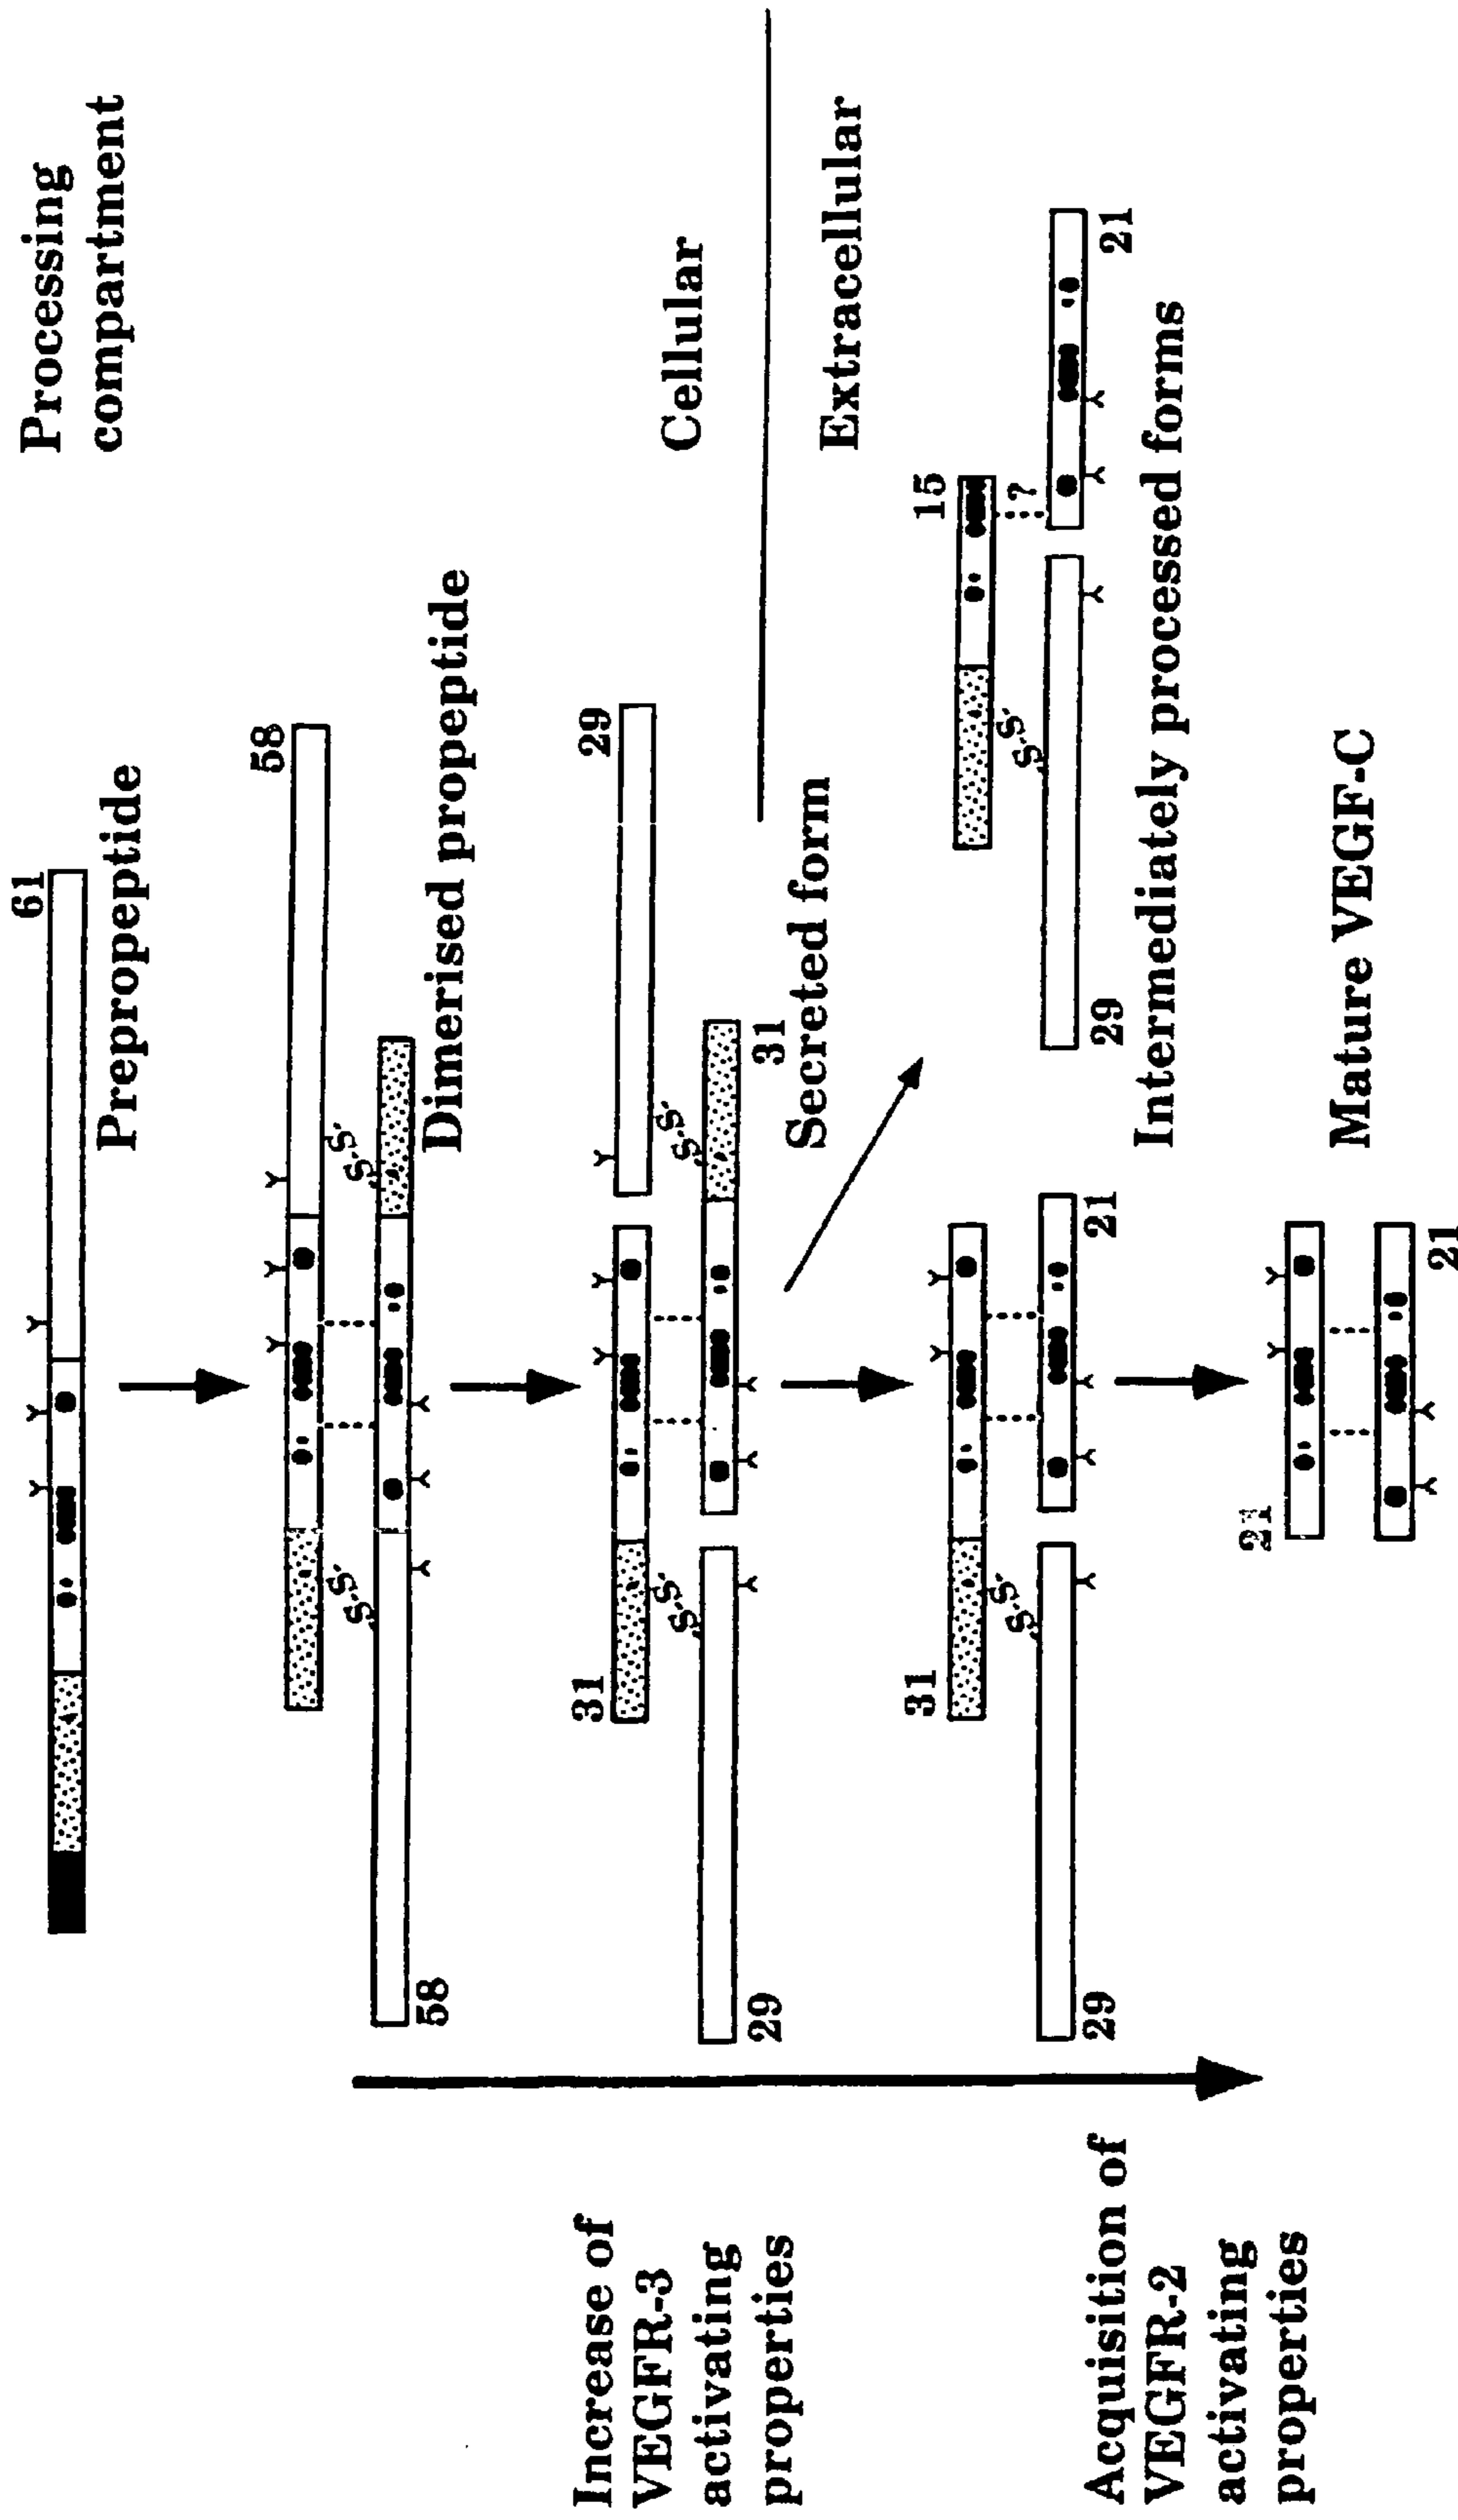 Processing
compartment
61
Prepropeptide
58
S
S
S
S
58
Dimerised propeptide
Increase of
VEGFR-3
activating
properties
31
29
S
S
S
S
29
31
Cellular
Secreted form
Extracellular
31
S
S
29
21
15
?
S
S
29
21
Intermediately processed forms
Acquisition of
VEGFR-2
activating
properties
21
21
Mature VEGF-C